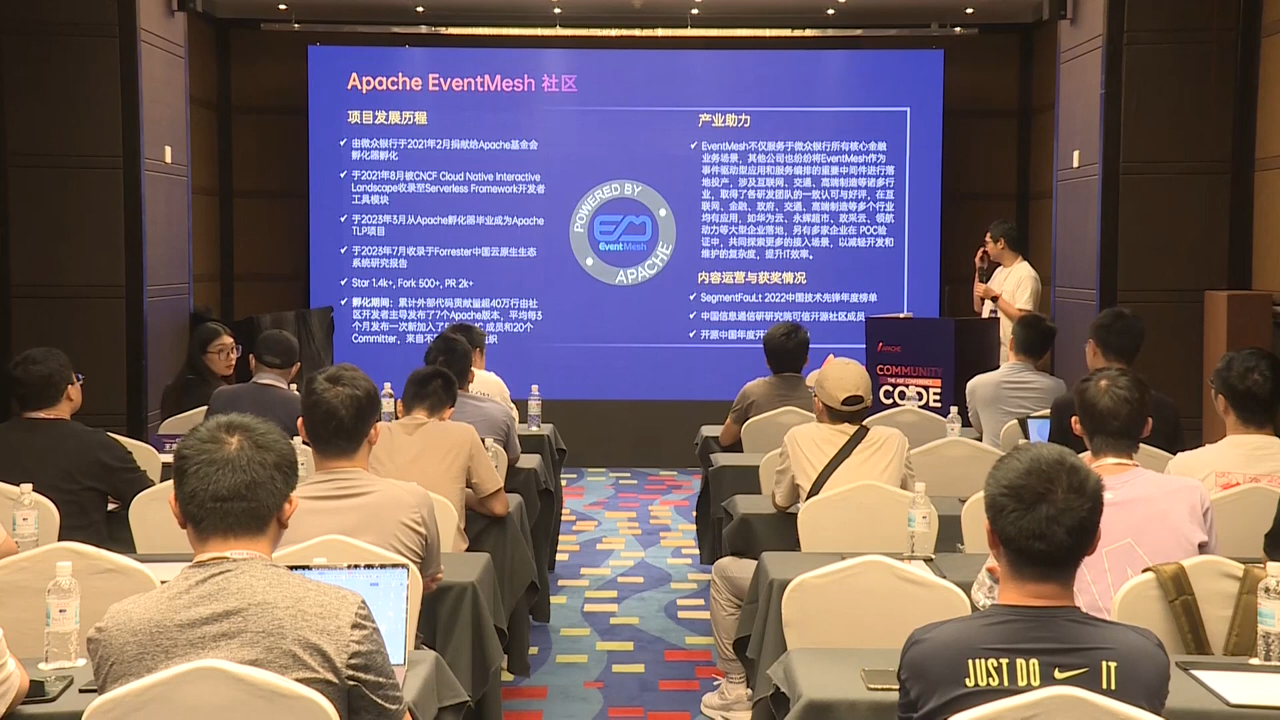 Apache EventMesh 社区
项目发展历程
✓ 由微众银行于2021年2月捐献给Apache基金会
孵化器孵化
✓ 于2021年8月被CNCF Cloud Native Interactive
Landscape收录至Serverless Framework开发者
工具模块
✓ 于2023年3月从Apache孵化器毕业成为Apache
TLP项目
✓ 于2023年7月收录于Forrester中国云原生生态
系统研究报告
✓ Star 1.4k+, Fork 500+, PR 2k+
✓ 孵化期间：累计外部代码贡献量超40万行由社
区开发者主导发布了7个Apache版本，平均每3
个月发布一次新加入了
成员和20个
Committer，来自不
织
POWERED BY
EM
EventMesh
APACHE
产业助力
✓ EventMesh不仅服务于微众银行所有核心金融
业务场景，其他公司也纷纷将EventMesh作为
事件驱动型应用和服务编排的重要中间件进行落
地投产，涉及互联网、交通、高端制造等诸多行
业，取得了各研发团队的一致认可与好评，在互
联网、金融、政府、交通、高端制造等多个行业
均有应用，如华为云、永辉超市、政采云、领航
动力等大型企业落地，另有多家企业在 POC验
证中，共同探索更多的接入场景，以减轻开发和
维护的复杂度，提升IT效率。
内容运营与获奖情况
✓ SegmentFauLt 2022中国技术先锋年度榜单
✓ 中国信息通信研研究院可信开源社区成员
✓ 开源中国年度开
APACHE
COMMUNITY
THE ASF CONFERENCE
CODE
JUST DO IT